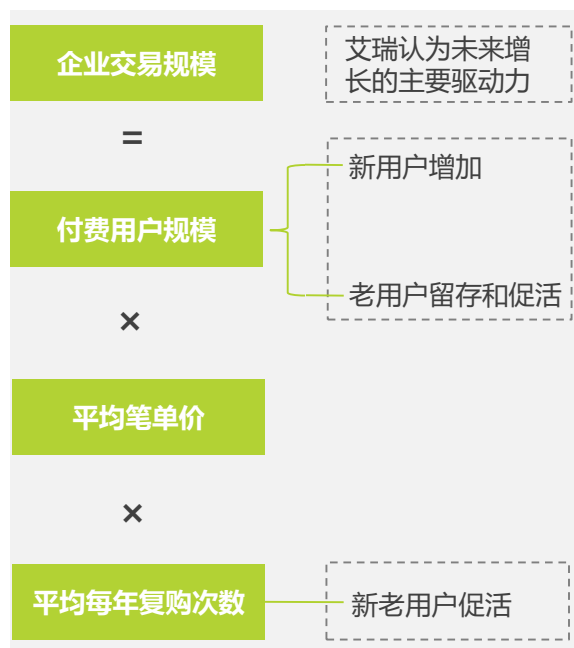 企业交易规模
艾瑞认为未来增
长的主要驱动力
=
新用户增加
付费用户规模
老用户留存和促活
×
平均笔单价
×
平均每年复购次数
新老用户促活